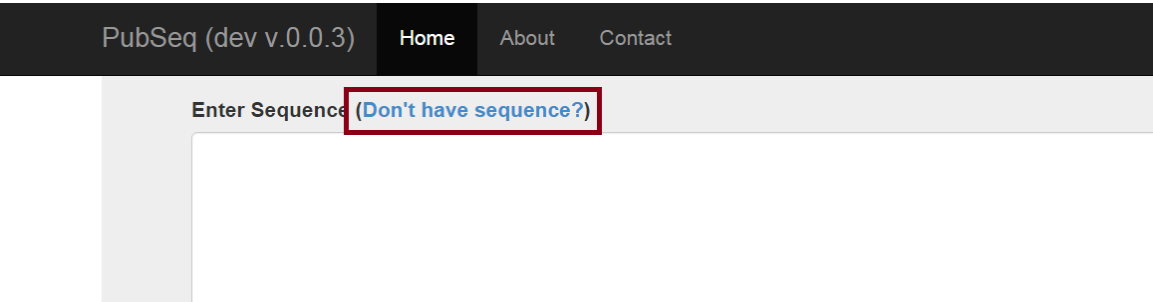 PubSeq (dev v.0.0.3) Home About Contact
Enter Sequence (Don't have sequence?)